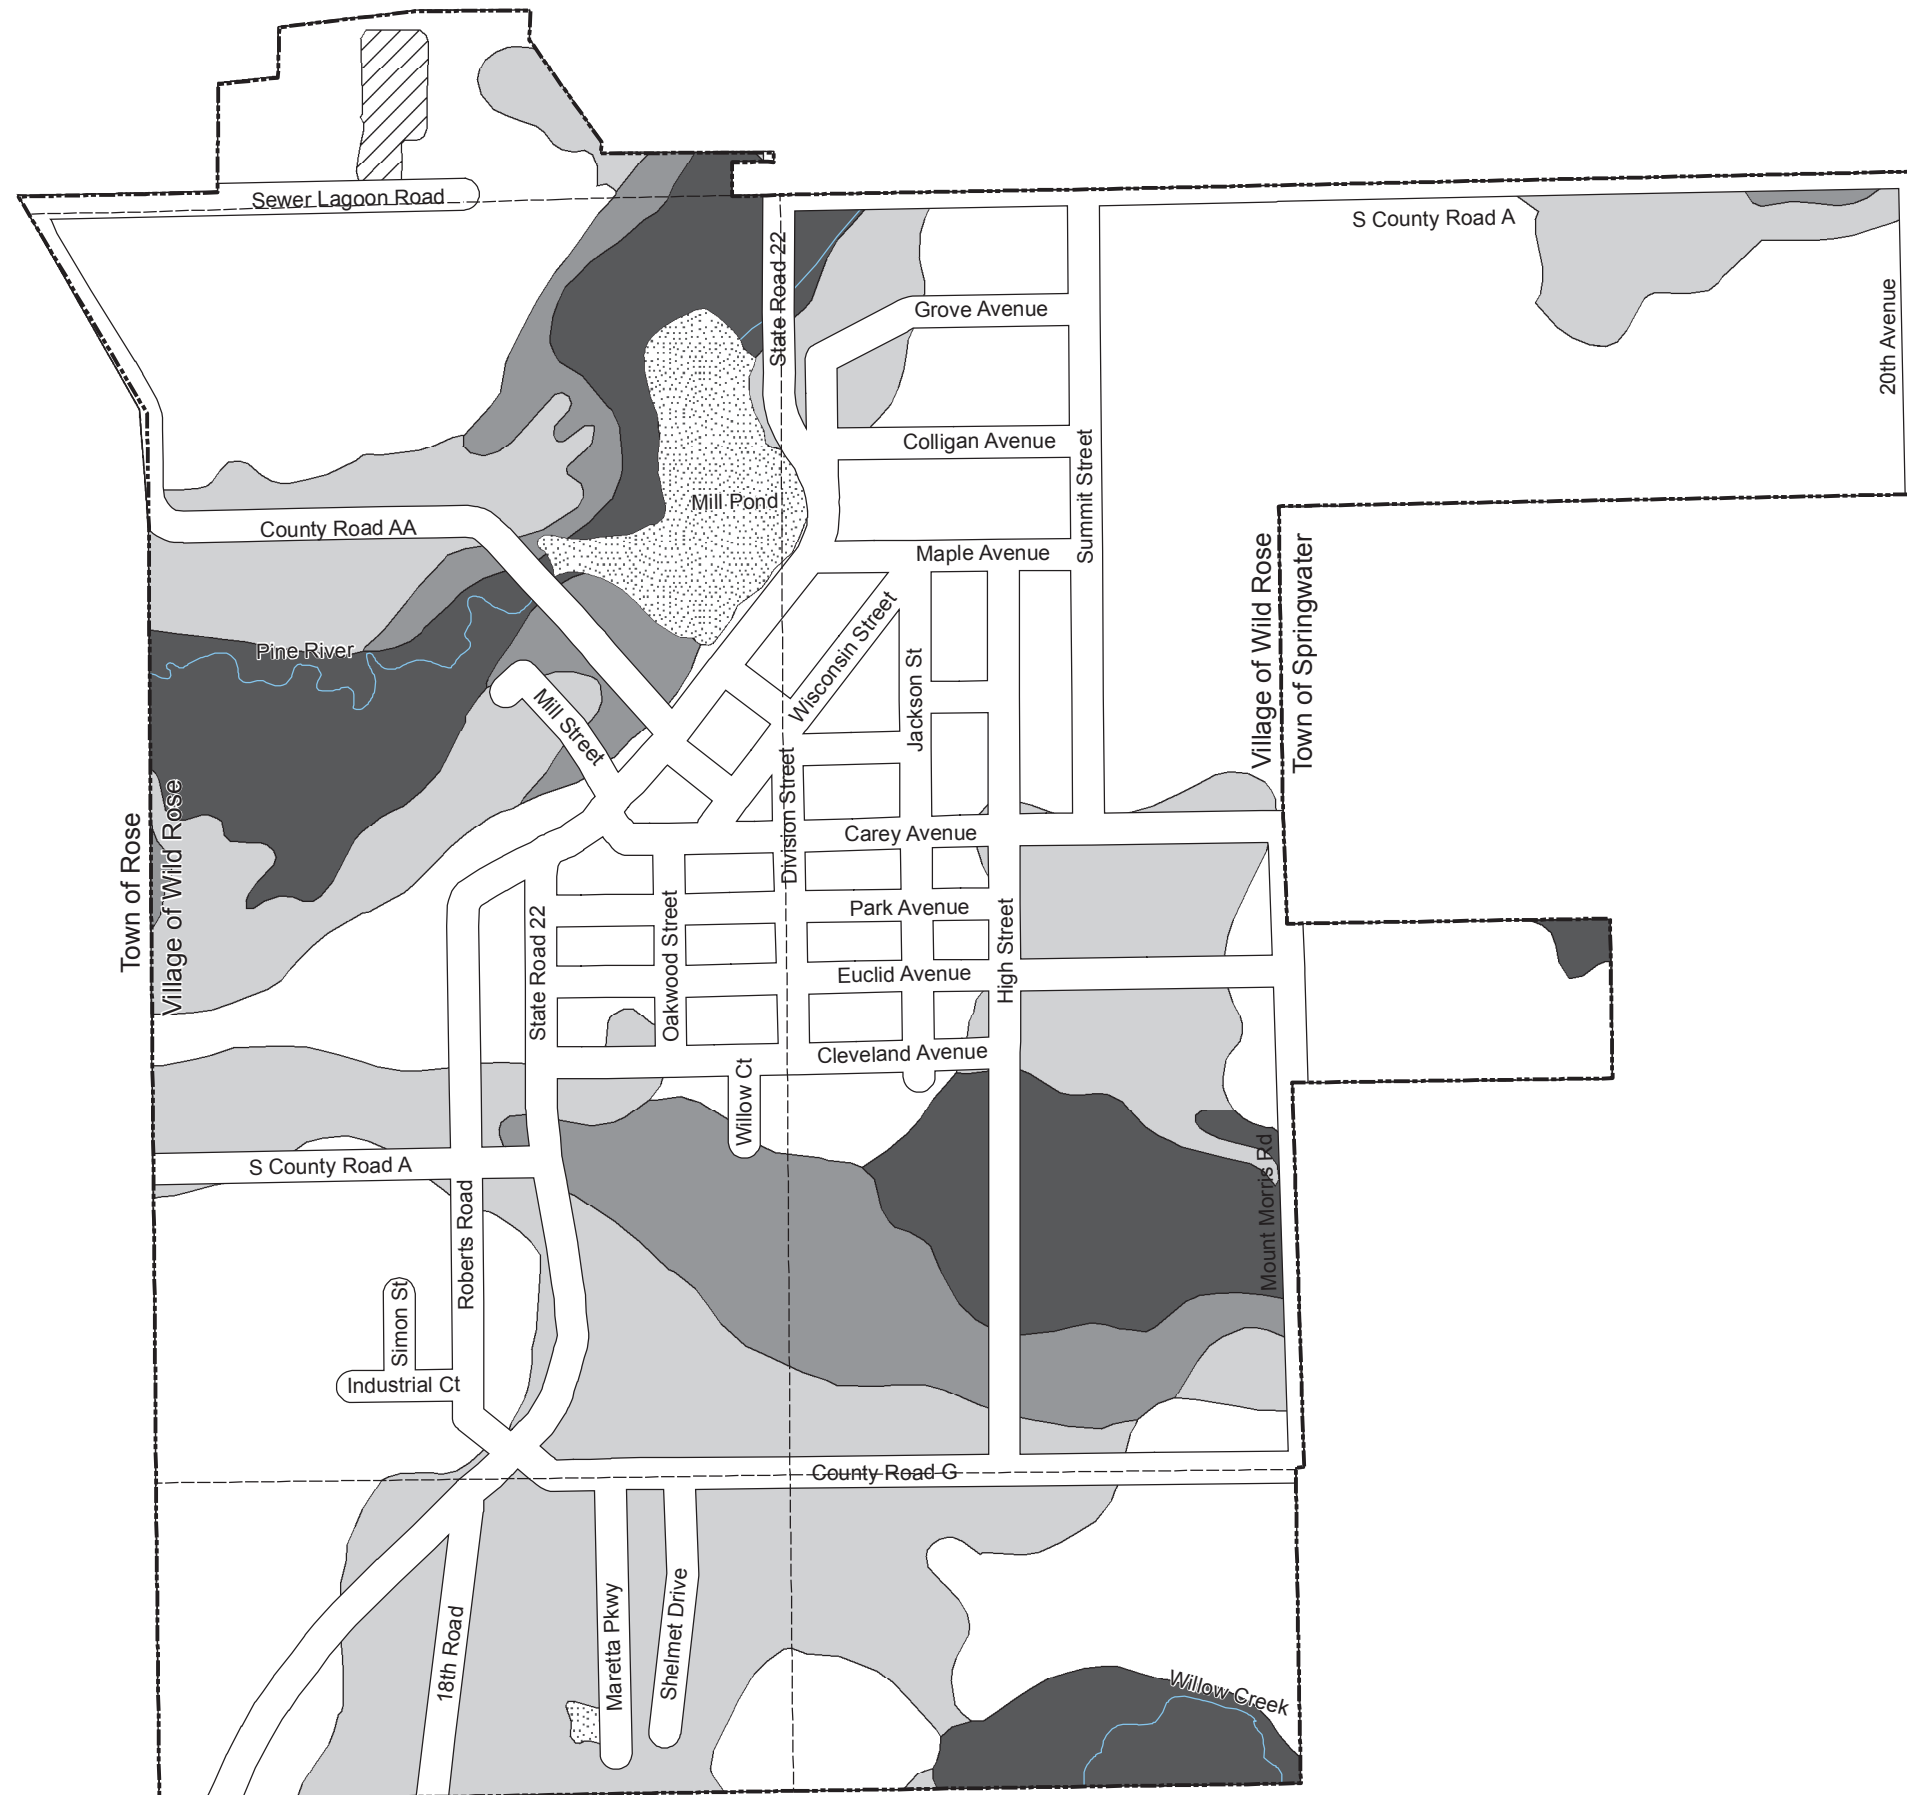 Sewer Lagoon Road
S County Road A
State Road 22
20th Avenue
Grove Avenue
Colligan Avenue
Summit Street
Mill Pond
County Road AA
Maple Avenue
Village of Wild Rose
Town of Springwater
Pine River
Wisconsin Street
Jackson St
Mill Street
Town of Rose
Village of Wild Rose
Division Street
Carey Avenue
Park Avenue
State Road 22
Oakwood Street
High Street
Euclid Avenue
Cleveland Avenue
Willow Ct
S County Road A
Mount Morris Rd
Roberts Road
Simon St
Industrial Ct
County Road G
18th Road
Maretta Pkwy
Shelmet Drive
Willow Creek